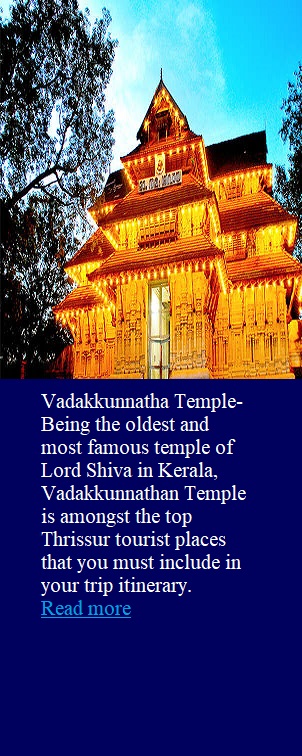 Vadakkunnatha Temple-
Being the oldest and
most famous temple of
Lord Shiva in Kerala,
Vadakkunnathan Temple
is amongst the top
Thrissur tourist places
that you must include in
your trip itinerary.
Read more